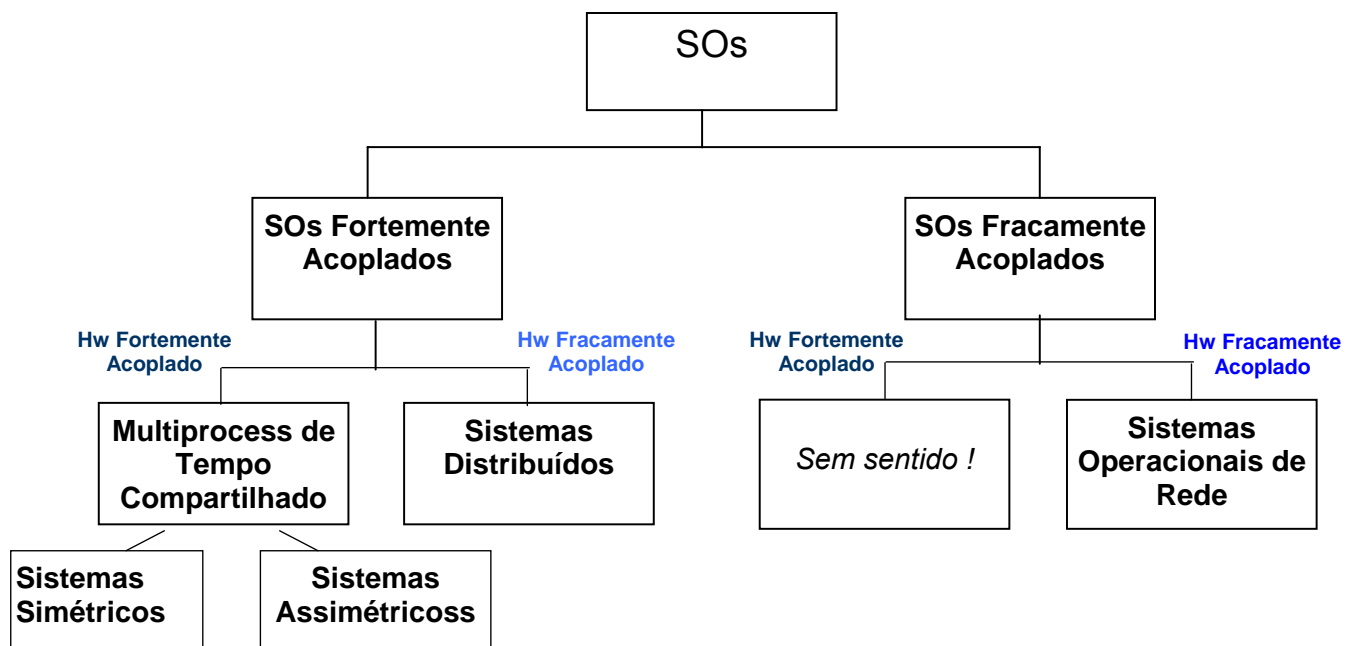 SOs
SOs Fortemente
Acoplados
SOs Fracamente
Acoplados
Hw Fortemente
Acoplado
Hw Fracamente
Acoplado
Hw Fortemente
Acoplado
Hw Fracamente
Acoplado
Multiprocess de
Tempo
Compartilhado
Sistemas
Distribuídos
Sem sentido !
Sistemas
Operacionais de
Rede
Sistemas
Simétricos
Sistemas
Assimétricoss